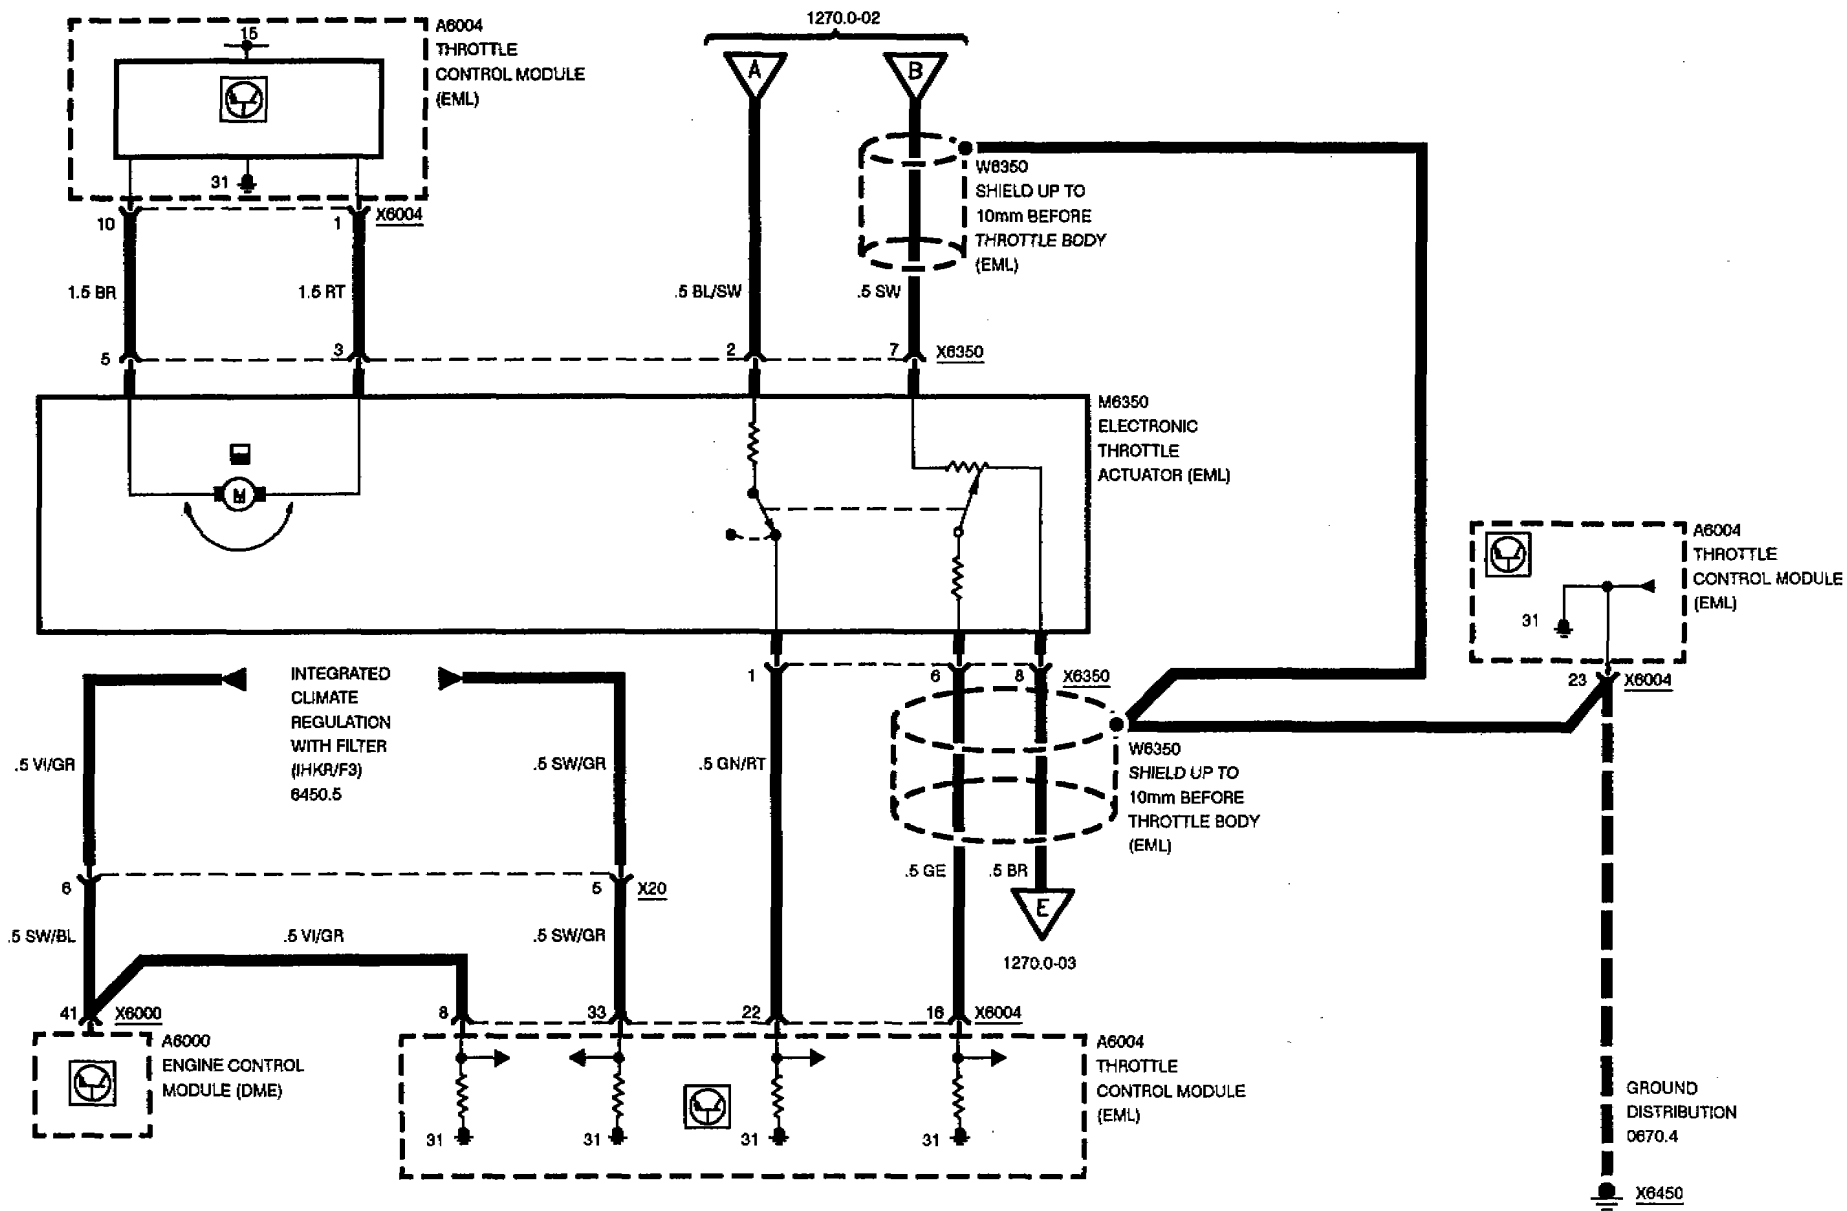 1270.0-02
A6004
THROTTLE
CONTROL MODULE
(EML)
15
A
B
31
W6350
SHIELD UP TO
10mm BEFORE
THROTTLE BODY
(EML)
10
1
X6004
1.5 BR
1.5 RT
.5 BL/SW
.5 SW
5
3
2
7
X6350
M6350
ELECTRONIC
THROTTLE
ACTUATOR (EML)
M
A6004
THROTTLE
CONTROL MODULE
(EML)
31
INTEGRATED
CLIMATE
REGULATION
WITH FILTER
(IHKR/F3)
6450.5
1
6
8
X6350
23
X6004
.5 VI/GR
.5 SW/GR
.5 GN/RT
W6350
SHIELD UP TO
10mm BEFORE
THROTTLE BODY
(EML)
6
5
X20
.5 GE
.5 BR
E
1270.0-03
.5 SW/BL
.5 VI/GR
.5 SW/GR
41
X6000
8
33
22
16
X6004
A6000
ENGINE CONTROL
MODULE (DME)
A6004
THROTTLE
CONTROL MODULE
(EML)
31
31
31
31
GROUND
DISTRIBUTION
0670.4
X6450